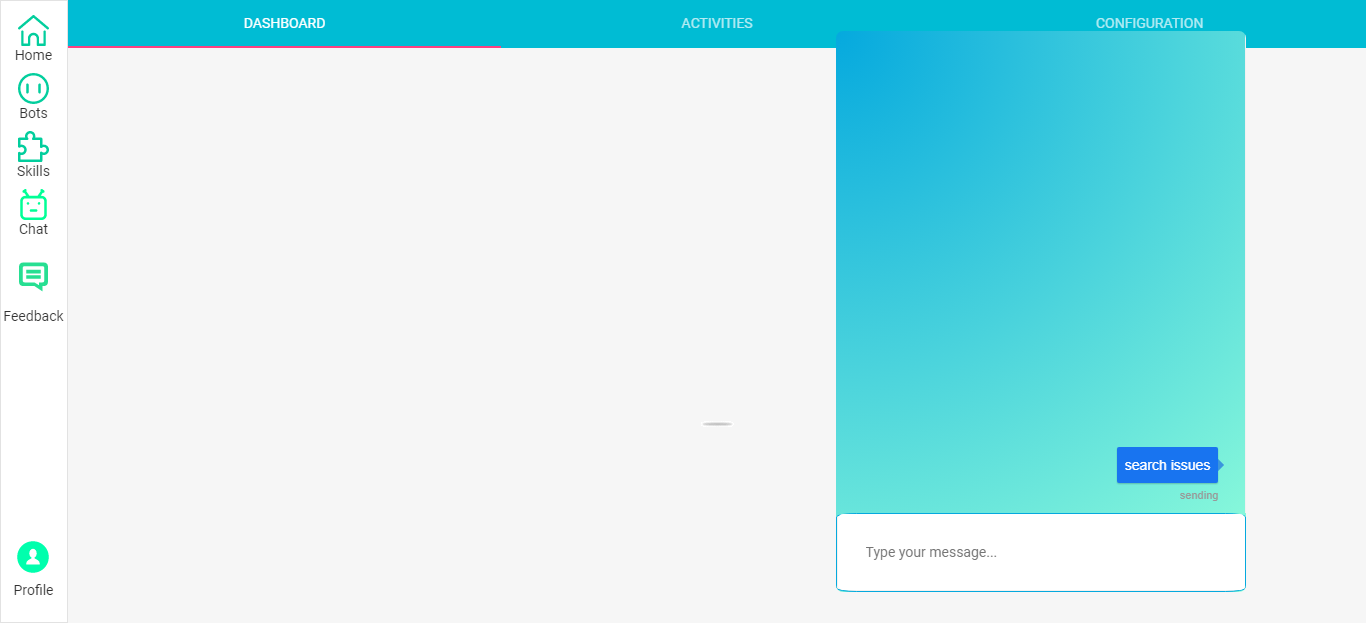 DASHBOARD
ACTIVITIES
CONFIGURATION
Home
Bots
Skills
Chat
Feedback
Profile
search issues
sending
Type your message...